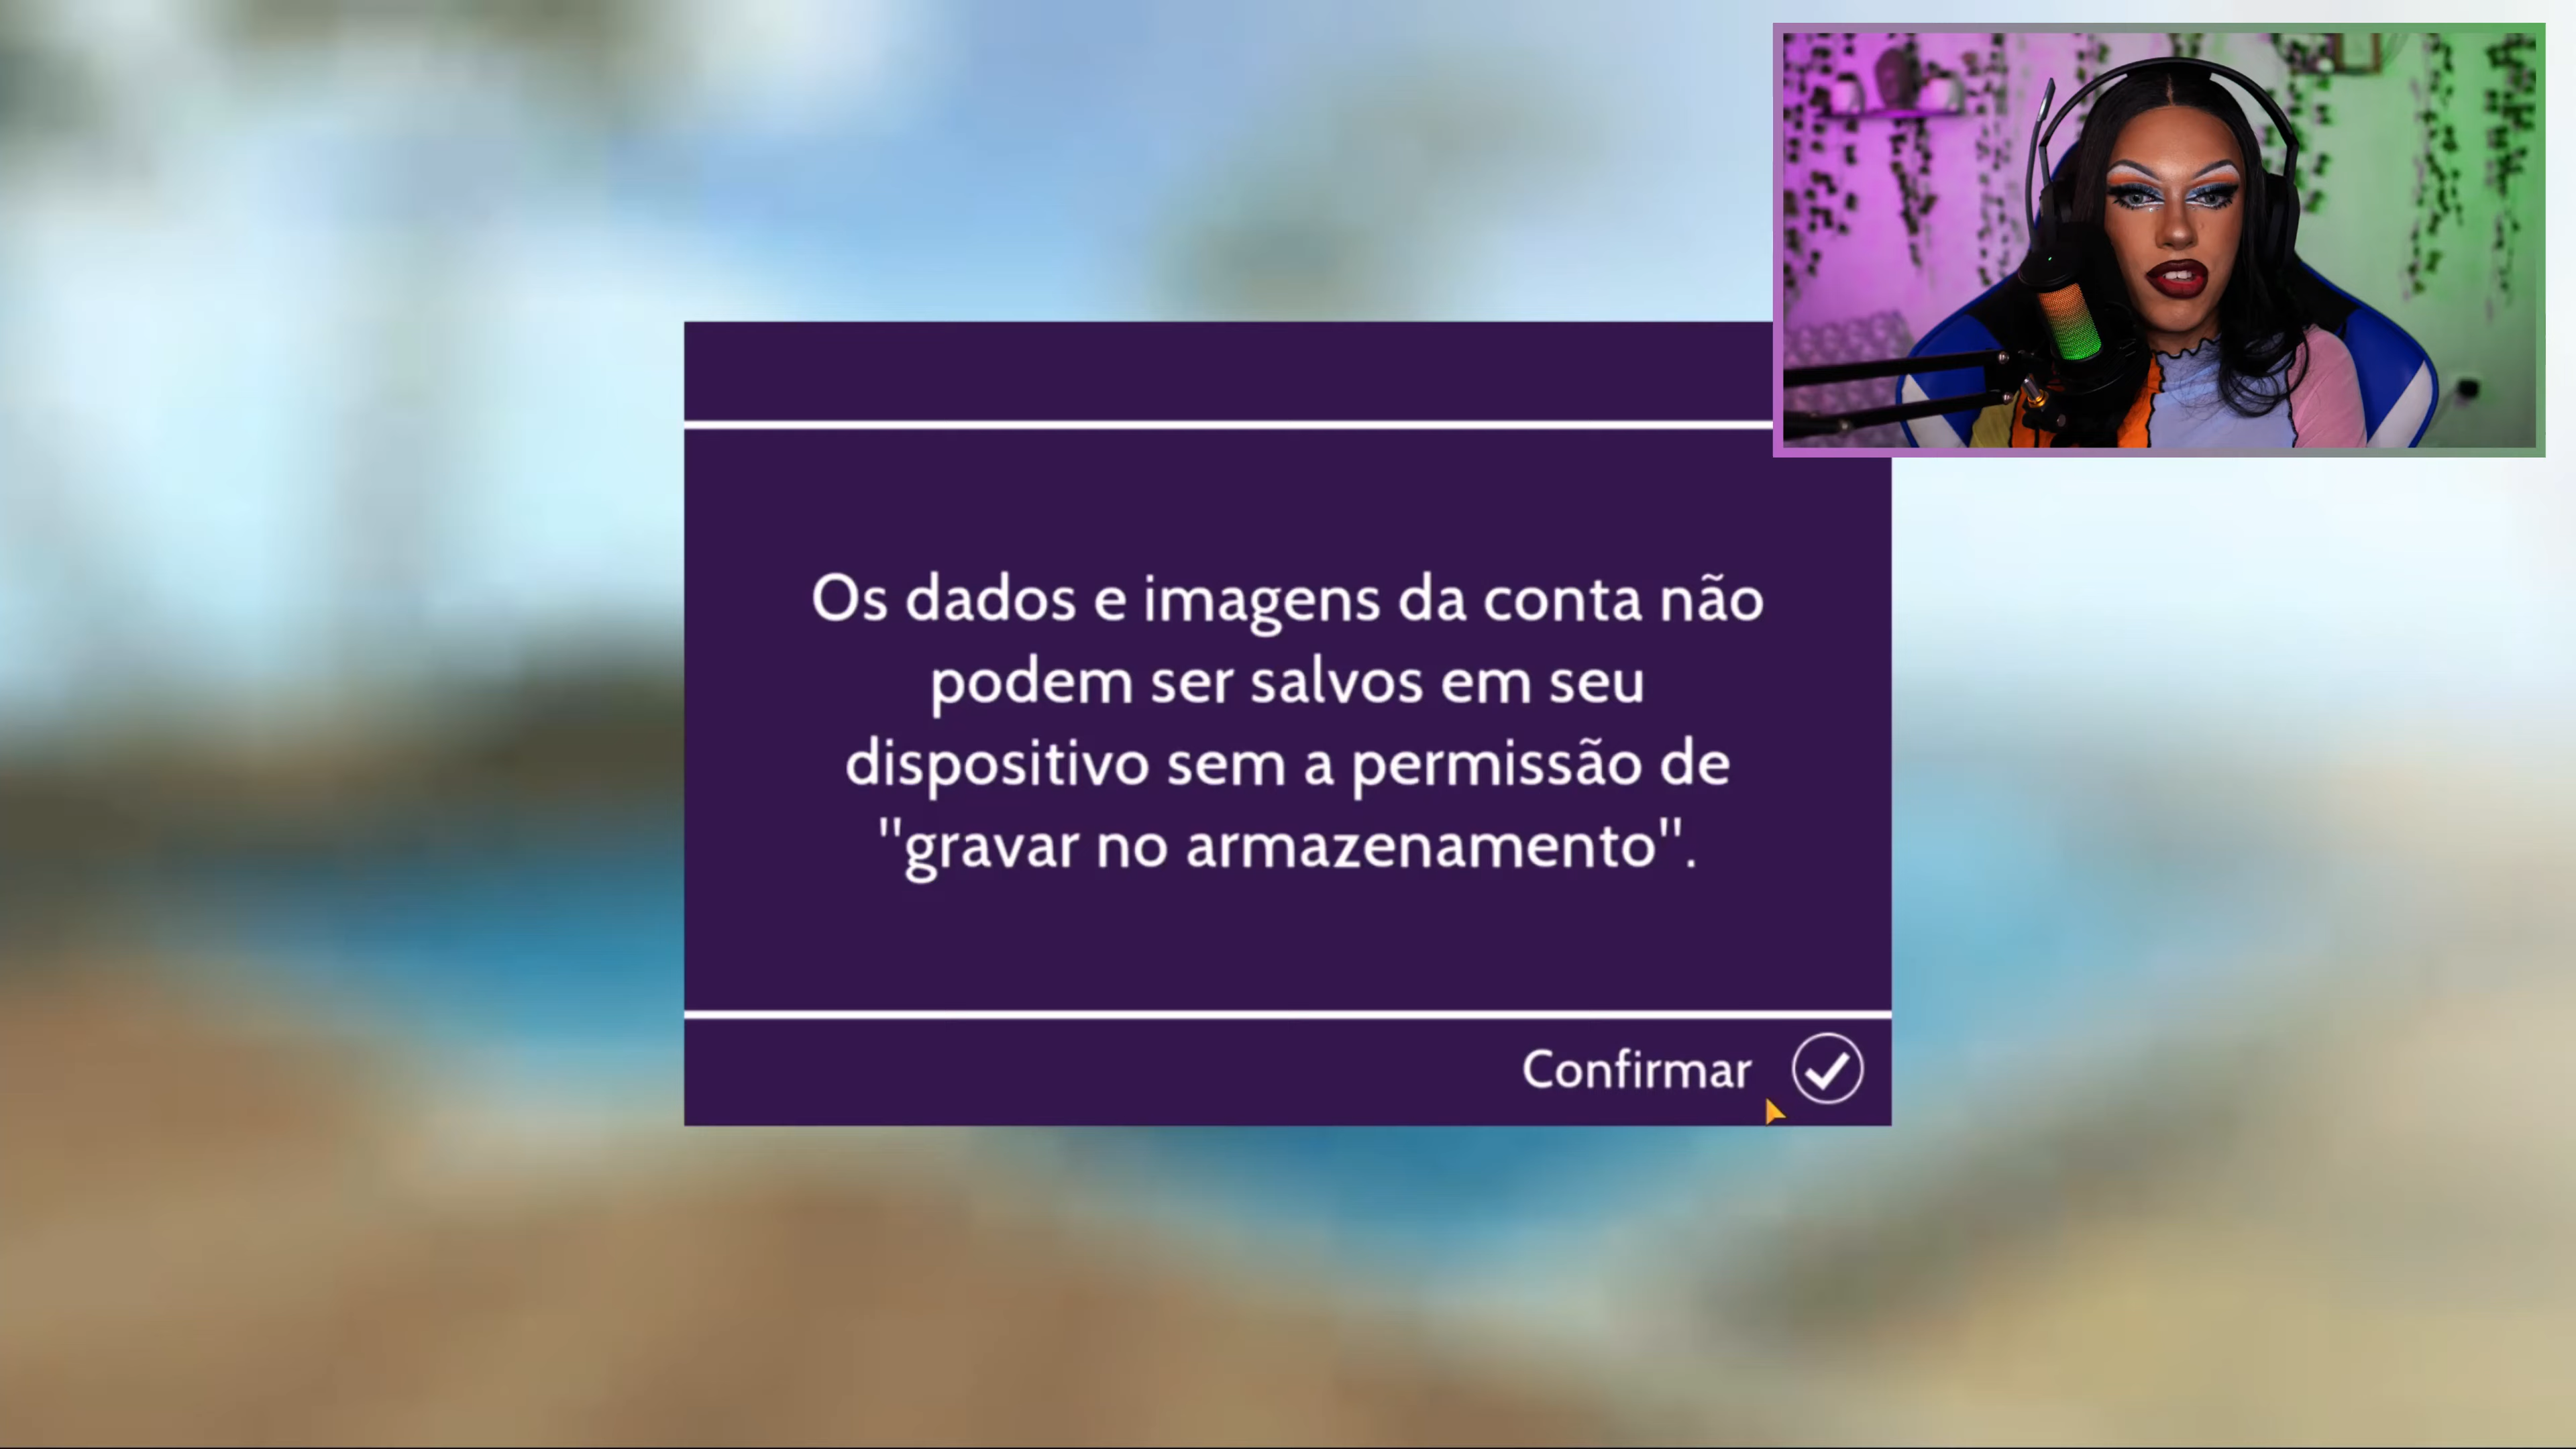 Os dados e imagens da conta não
podem ser salvos em seu
dispositivo sem a permissão de
"gravar no armazenamento".
Confirmar